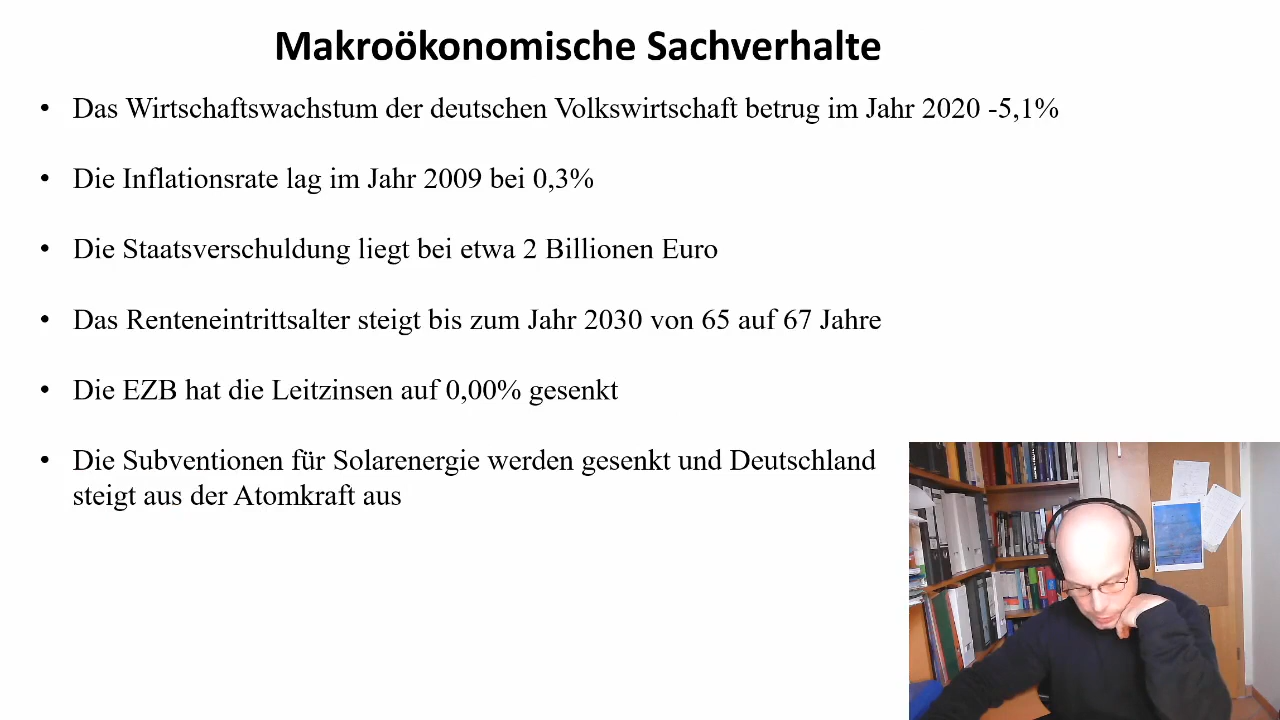 Makroökonomische Sachverhalte
• Das Wirtschaftswachstum der deutschen Volkswirtschaft betrug im Jahr 2020 -5,1%
• Die Inflationsrate lag im Jahr 2009 bei 0,3%
• Die Staatsverschuldung liegt bei etwa 2 Billionen Euro
• Das Renteneintrittsalter steigt bis zum Jahr 2030 von 65 auf 67 Jahre
• Die EZB hat die Leitzinsen auf 0,00% gesenkt
• Die Subventionen für Solarenergie werden gesenkt und Deutschland
steigt aus der Atomkraft aus